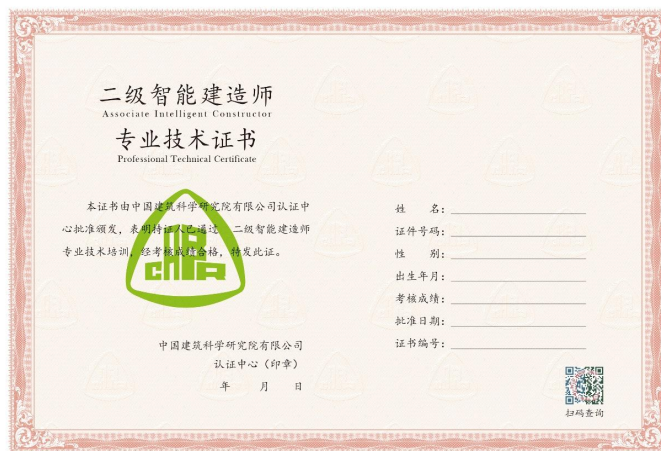 二级智能建造师
Associate Intelligent Constructor
专业技术证书
Professional Technical Certificate
本证书由中国建筑科学研究院有限公司认证中
心批准颁发，表明持证人已通过 二级智能建造师
专业技术培训，经考核成绩合格，特发此证。
中国建筑科学研究院有限公司
认证中心（印章）
年 月 日
姓 名：
证件号码：
性 别：
出生年月：
考核成绩：
批准日期：
证书编号：
扫码查询